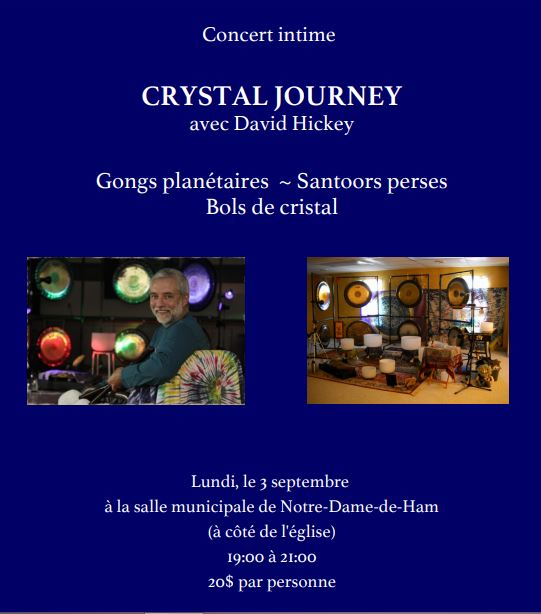 Concert intime
CRYSTAL JOURNEY
avec David Hickey
Gongs planétaires ~ Santoors perses
Bols de cristal
Lundi, le 3 septembre
à la salle municipale de Notre-Dame-de-Ham
(à côté de l'église)
19:00 à 21:00
20$ par personne